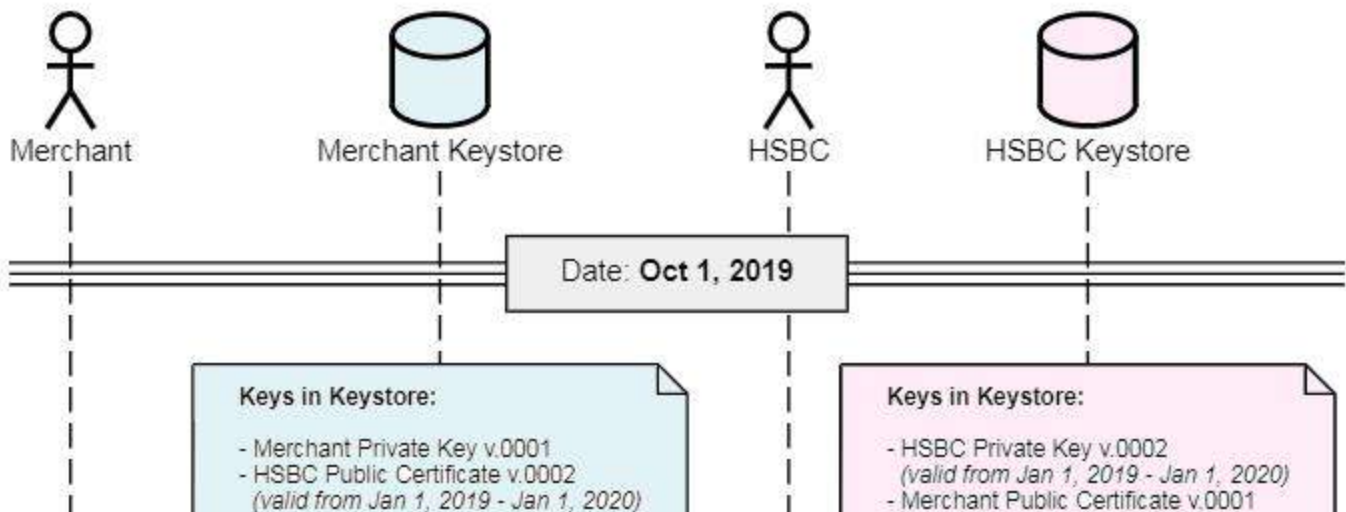 Merchant
Merchant Keystore
HSBC
HSBC Keystore
Date: Oct 1, 2019
Keys in Keystore:
- Merchant Private Key v.0001
- HSBC Public Certificate v.0002
(valid from Jan 1, 2019 - Jan 1, 2020)
Keys in Keystore:
- HSBC Private Key v.0002
(valid from Jan 1, 2019 - Jan 1, 2020)
- Merchant Public Certificate v.0001